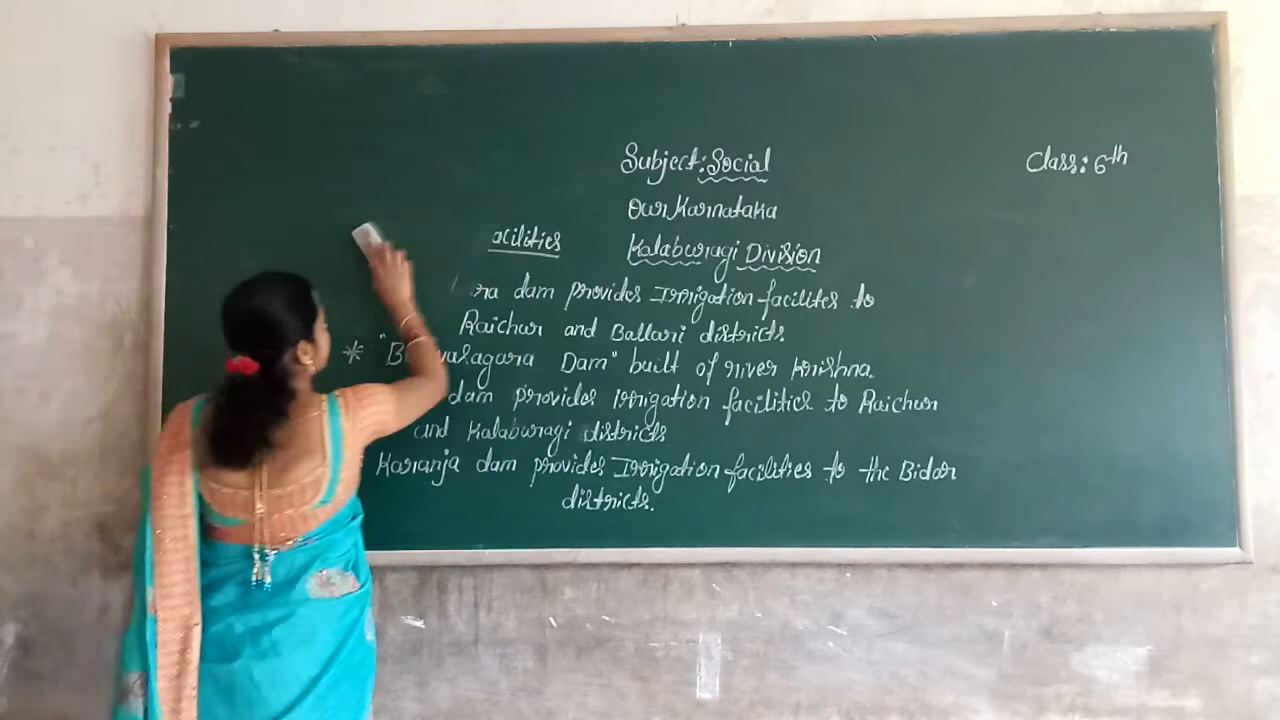 Subject: Social
Class: 6th
Our Karnataka
acilities
Kalaburagi Division
ra dam provides Irrigation facilites to
Raichur and Ballari districts.
* "B vasagara Dam" built of river Krishna.
dam provides irrigation facilities to Raichur
and Kalaburagi districts
Karanja dam provides Irrigation facilities to the Bidar
districts.